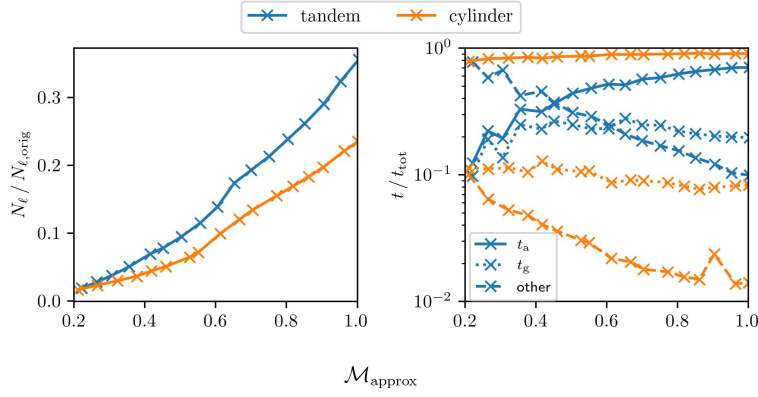 tandem cylinder
N_ℓ / N_ℓ,orig
0.3
0.2
0.1
0.0
0.2 0.4 0.6 0.8 1.0
t / t_tot
10^0
10^−1
10^−2
t_a
t_g
other
0.2 0.4 0.6 0.8 1.0
ℳ_approx